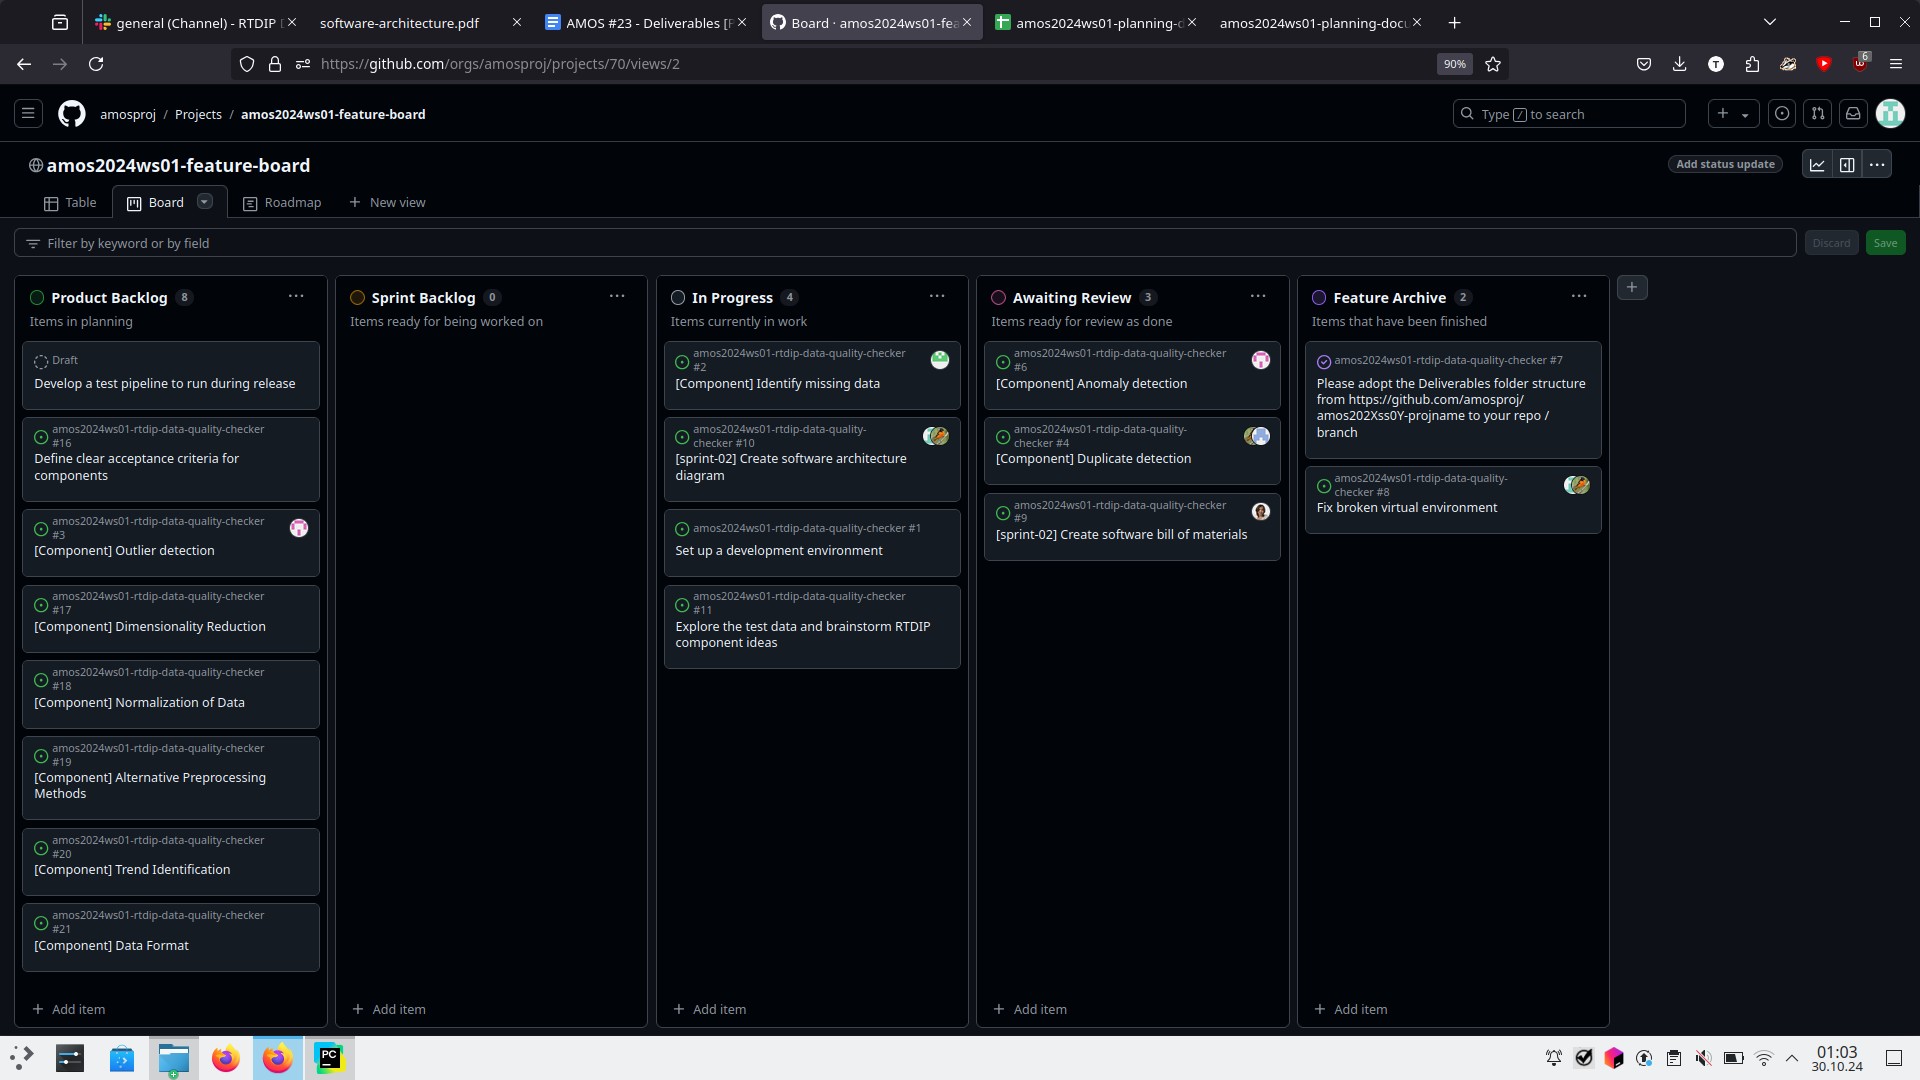 general (Channel) - RTDIP
software-architecture.pdf
AMOS #23 - Deliverables [
Board · amos2024ws01-fea
amos2024ws01-planning-d
amos2024ws01-planning-docu
https://github.com/orgs/amosproj/projects/70/views/2
90%
6
amosproj / Projects / amos2024ws01-feature-board
Type / to search
amos2024ws01-feature-board
Add status update
Table
Board
Roadmap
New view
Filter by keyword or by field
Discard
Save
Product Backlog 8
Items in planning
Draft
Develop a test pipeline to run during release
amos2024ws01-rtdip-data-quality-checker
#16
Define clear acceptance criteria for
components
amos2024ws01-rtdip-data-quality-checker
#3
[Component] Outlier detection
amos2024ws01-rtdip-data-quality-checker
#17
[Component] Dimensionality Reduction
amos2024ws01-rtdip-data-quality-checker
#18
[Component] Normalization of Data
amos2024ws01-rtdip-data-quality-checker
#19
[Component] Alternative Preprocessing
Methods
amos2024ws01-rtdip-data-quality-checker
#20
[Component] Trend Identification
amos2024ws01-rtdip-data-quality-checker
#21
[Component] Data Format
Add item
Sprint Backlog 0
Items ready for being worked on
Add item
In Progress 4
Items currently in work
amos2024ws01-rtdip-data-quality-checker
#2
[Component] Identify missing data
amos2024ws01-rtdip-data-quality-
checker #10
[sprint-02] Create software architecture
diagram
amos2024ws01-rtdip-data-quality-checker #1
Set up a development environment
amos2024ws01-rtdip-data-quality-checker
#11
Explore the test data and brainstorm RTDIP
component ideas
Add item
Awaiting Review 3
Items ready for review as done
amos2024ws01-rtdip-data-quality-checker
#6
[Component] Anomaly detection
amos2024ws01-rtdip-data-quality-
checker #4
[Component] Duplicate detection
amos2024ws01-rtdip-data-quality-checker
#9
[sprint-02] Create software bill of materials
Add item
Feature Archive 2
Items that have been finished
amos2024ws01-rtdip-data-quality-checker #7
Please adopt the Deliverables folder structure
from https://github.com/amosproj/
amos202Xss0Y-projname to your repo /
branch
amos2024ws01-rtdip-data-quality-
checker #8
Fix broken virtual environment
Add item
PC
01:03
30.10.24